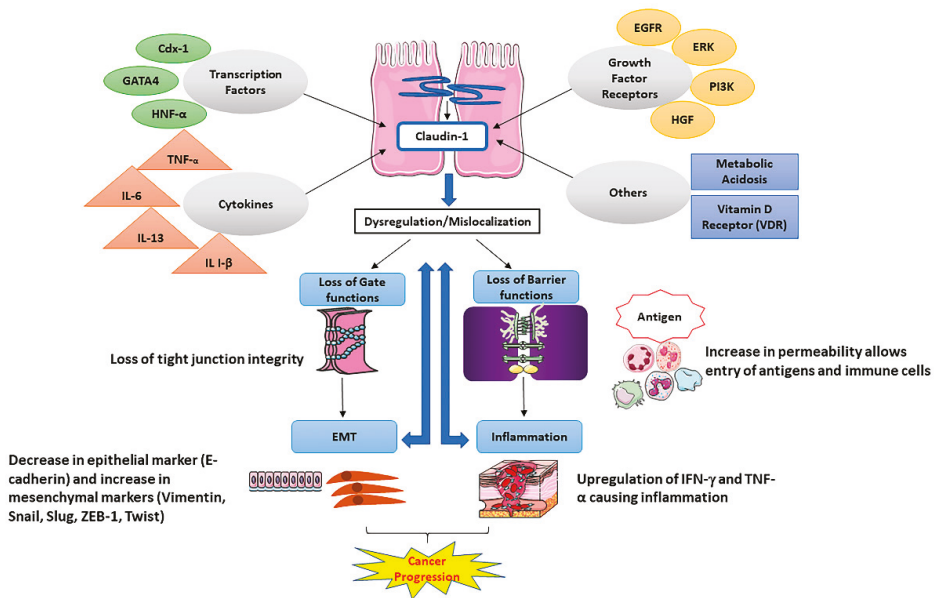 Cdx-1
GATA4
HNF-α
Transcription
Factors
TNF-α
IL-6
IL-13
IL I-β
Cytokines
Claudin-1
EGFR
ERK
PI3K
HGF
Growth
Factor
Receptors
Others
Metabolic
Acidosis
Vitamin D
Receptor (VDR)
Dysregulation/Mislocalization
Loss of Gate
functions
Loss of Barrier
functions
Loss of tight junction integrity
Antigen
Increase in permeability allows
entry of antigens and immune cells
EMT
Inflammation
Decrease in epithelial marker (E-
cadherin) and increase in
mesenchymal markers (Vimentin,
Snail, Slug, ZEB-1, Twist)
Upregulation of IFN-γ and TNF-
α causing inflammation
Cancer
Progression